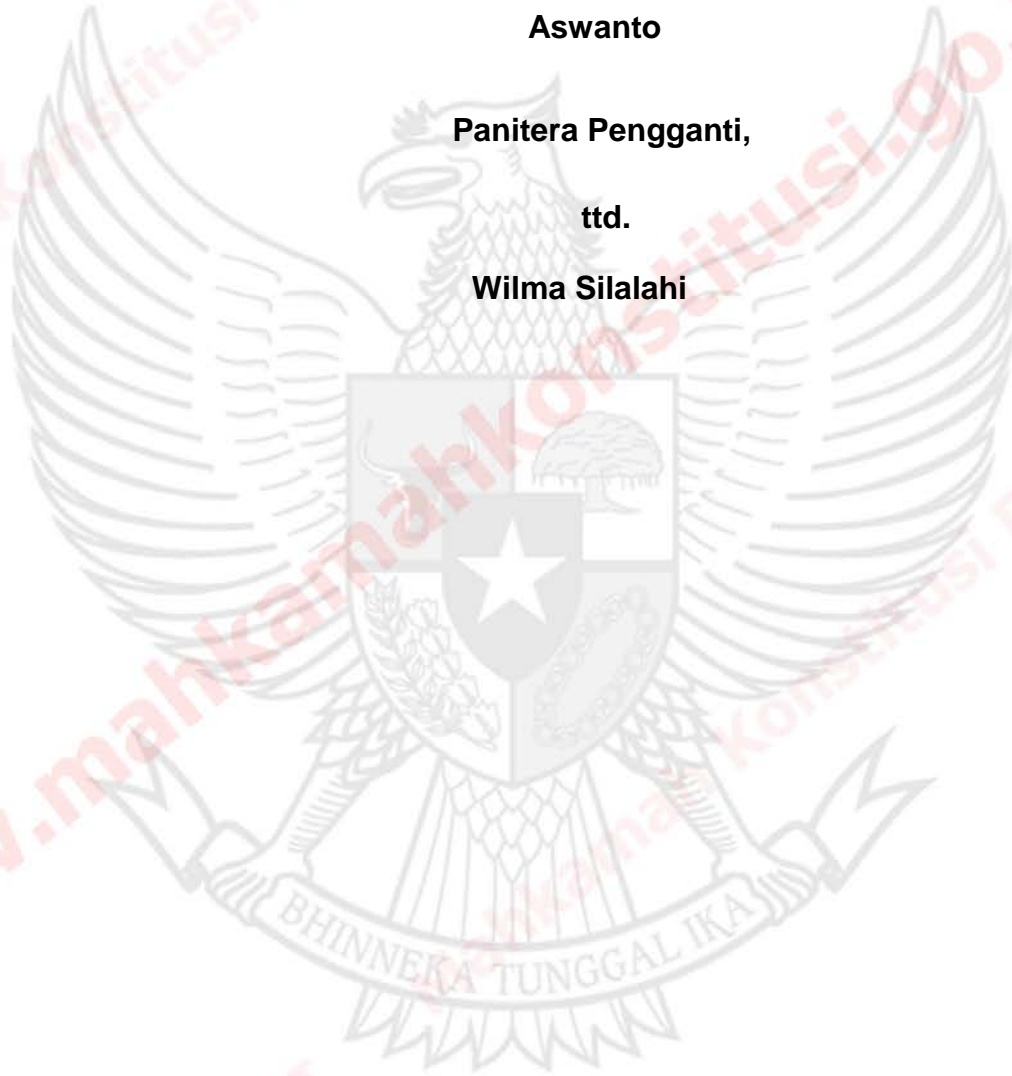 Aswanto
Panitera Pengganti,
ttd.
Wilma Silalahi
BHINNEKA TUNGGAL IKA